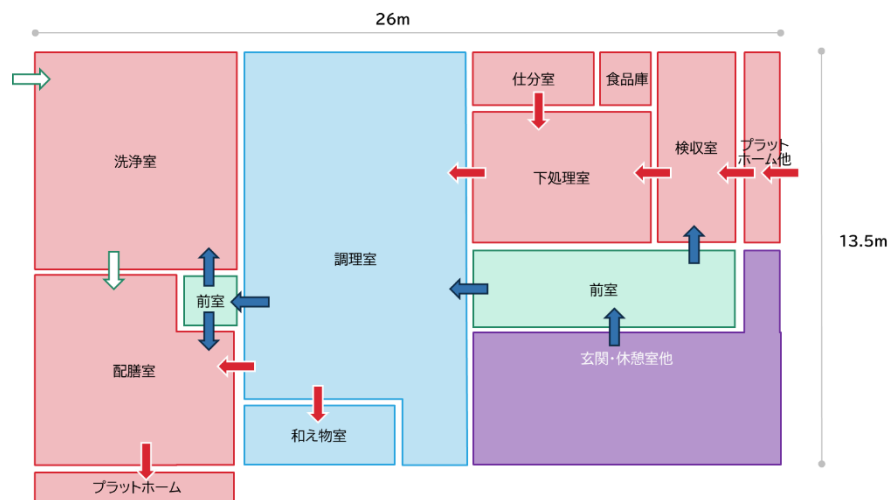 26m
仕分室
食品庫
検収室
プラット
ホーム他
洗浄室
下処理室
13.5m
調理室
前室
前室
玄関・休憩室他
配膳室
和え物室
プラットホーム